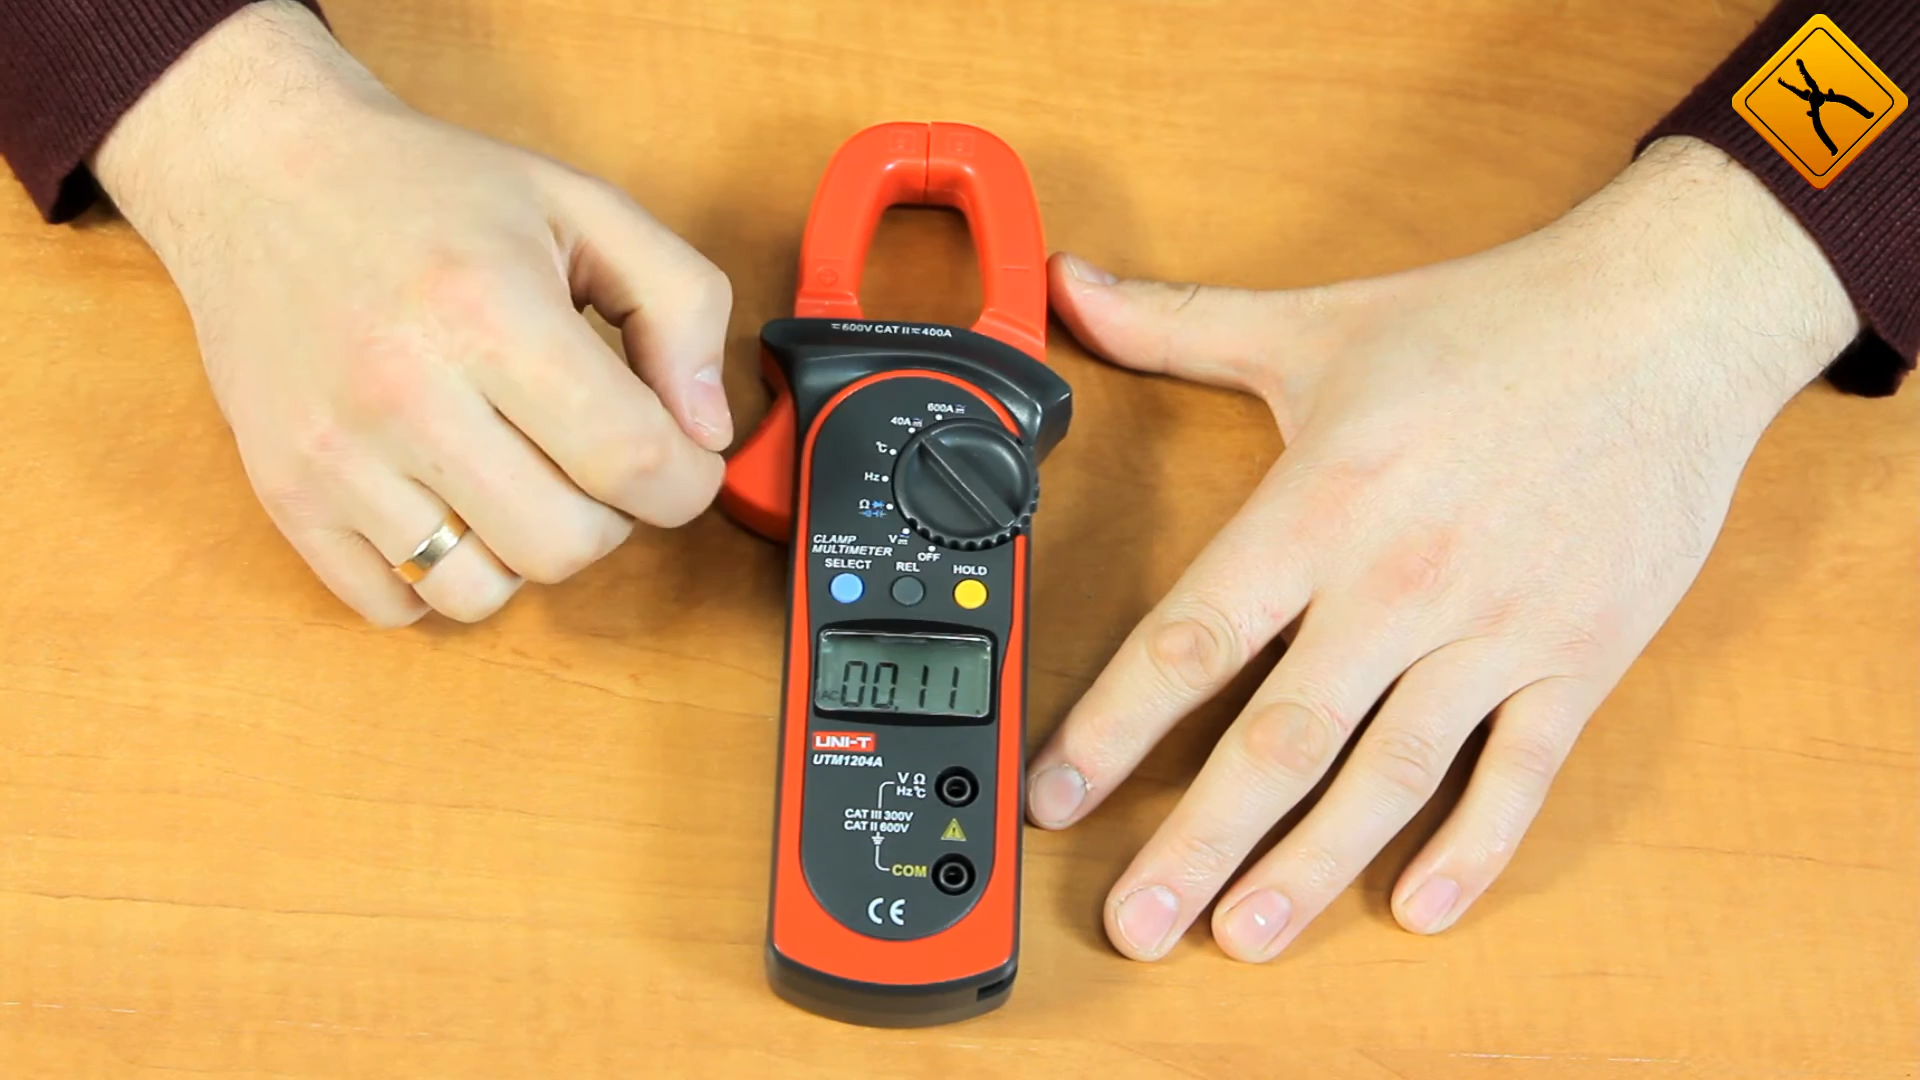 ≂600V CAT II ≂400A
600A≂
40A≂
℃
Hz
Ω
V≂
OFF
CLAMP
MULTIMETER
SELECT REL HOLD
AC 00.11
UNI-T
UTM1204A
V Ω
Hz℃
CAT III 300V
CAT II 600V
COM
CE